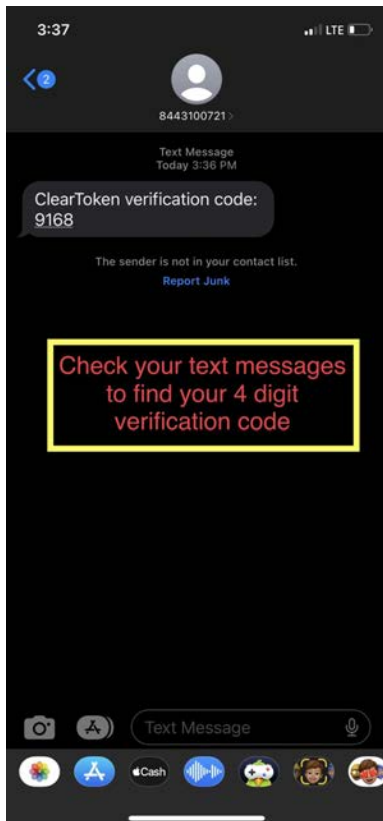 3:37
LTE
2
8443100721
Text Message
Today 3:36 PM
ClearToken verification code:
9168
The sender is not in your contact list.
Report Junk
Check your text messages
to find your 4 digit
verification code
Text Message
Cash